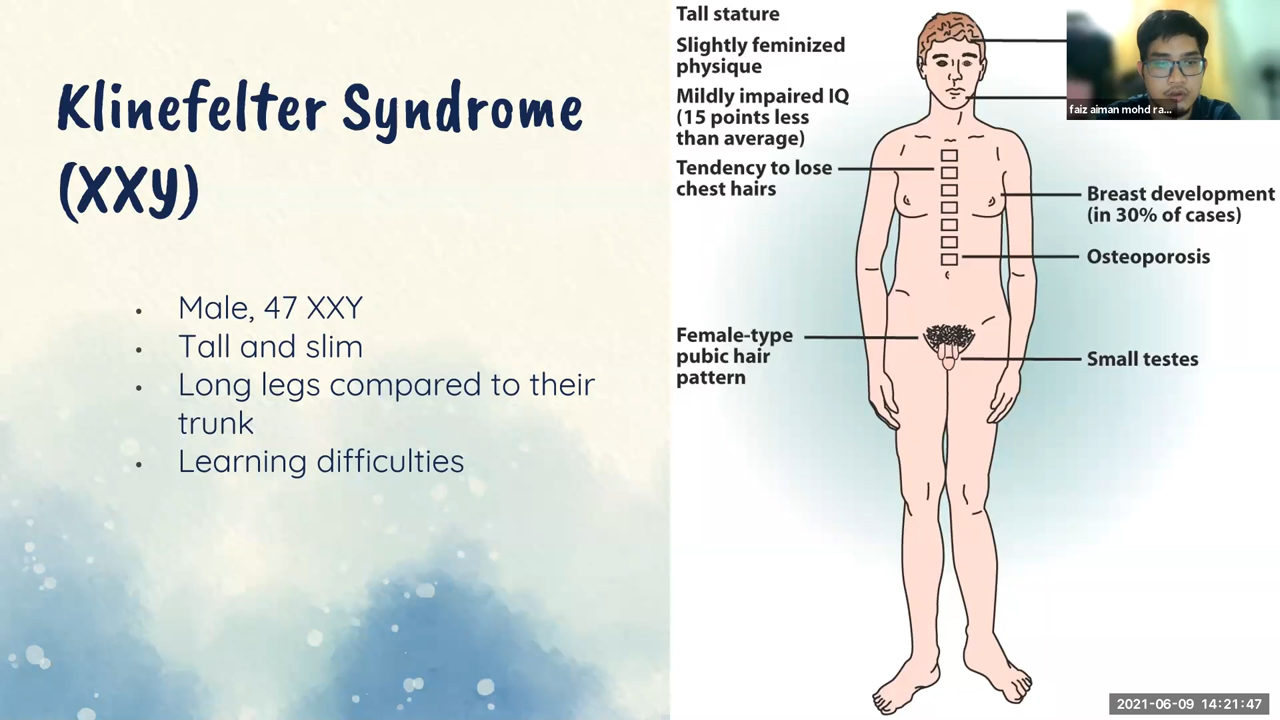 Klinefelter Syndrome
(XXY)
• Male, 47 XXY
• Tall and slim
• Long legs compared to their
trunk
• Learning difficulties
Tall stature
Slightly feminized
physique
Mildly impaired IQ
(15 points less
than average)
Tendency to lose
chest hairs
Female-type
pubic hair
pattern
faiz aiman mohd ra...
Breast development
(in 30% of cases)
Osteoporosis
Small testes
2021-06-09 14:21:47